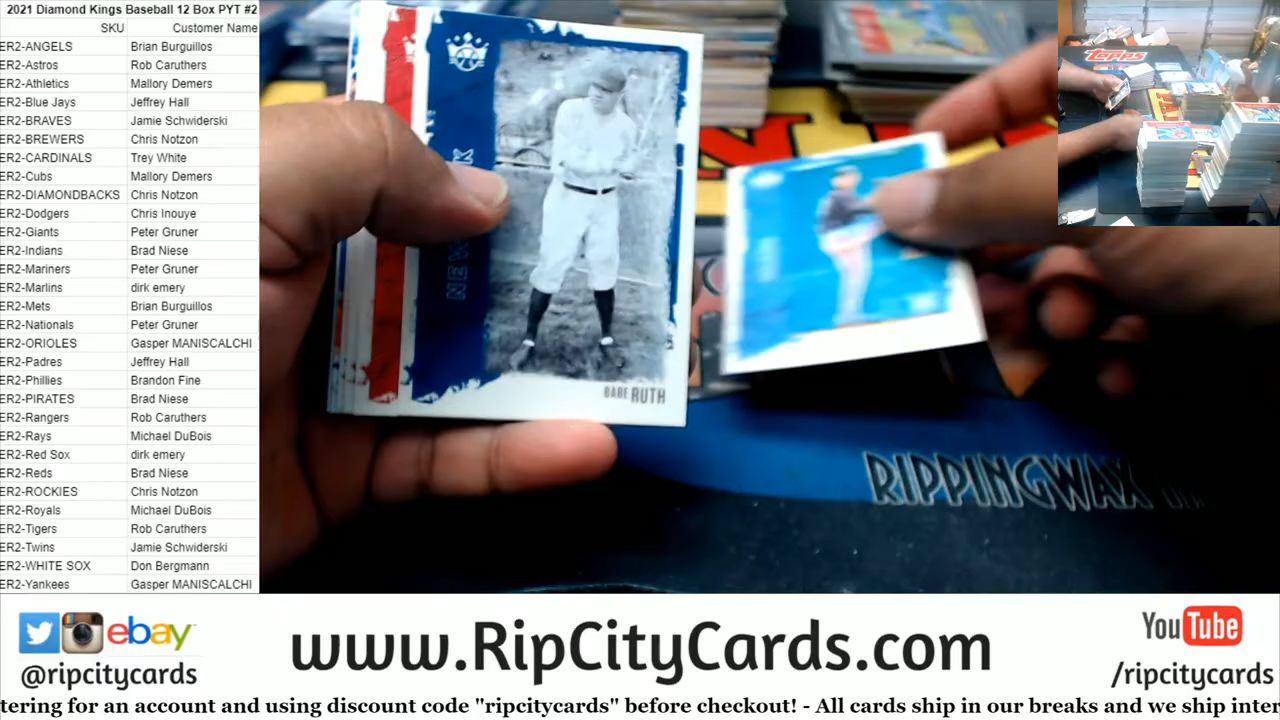 2021 Diamond Kings Baseball 12 Box PYT #2
SKU Customer Name
ER2-ANGELS Brian Burguillos
ER2-Astros Rob Caruthers
ER2-Athletics Mallory Demers
ER2-Blue Jays Jeffrey Hall
ER2-BRAVES Jamie Schwiderski
ER2-BREWERS Chris Notzon
ER2-CARDINALS Trey White
ER2-Cubs Mallory Demers
ER2-DIAMONDBACKS Chris Notzon
ER2-Dodgers Chris Inouye
ER2-Giants Peter Gruner
ER2-Indians Brad Niese
ER2-Mariners Peter Gruner
ER2-Marlins dirk emery
ER2-Mets Brian Burguillos
ER2-Nationals Peter Gruner
ER2-ORIOLES Gasper MANISCALCHI
ER2-Padres Jeffrey Hall
ER2-Phillies Brandon Fine
ER2-PIRATES Brad Niese
ER2-Rangers Rob Caruthers
ER2-Rays Michael DuBois
ER2-Red Sox dirk emery
ER2-Reds Brad Niese
ER2-ROCKIES Chris Notzon
ER2-Royals Michael DuBois
ER2-Tigers Rob Caruthers
ER2-Twins Jamie Schwiderski
ER2-WHITE SOX Don Bergmann
ER2-Yankees Gasper MANISCALCHI
BABE RUTH
Topps
RIPPINGWAX
ebay
@ripcitycards
www.RipCityCards.com
YouTube
/ripcitycards
tering for an account and using discount code "ripcitycards" before checkout! - All cards ship in our breaks and we ship inter